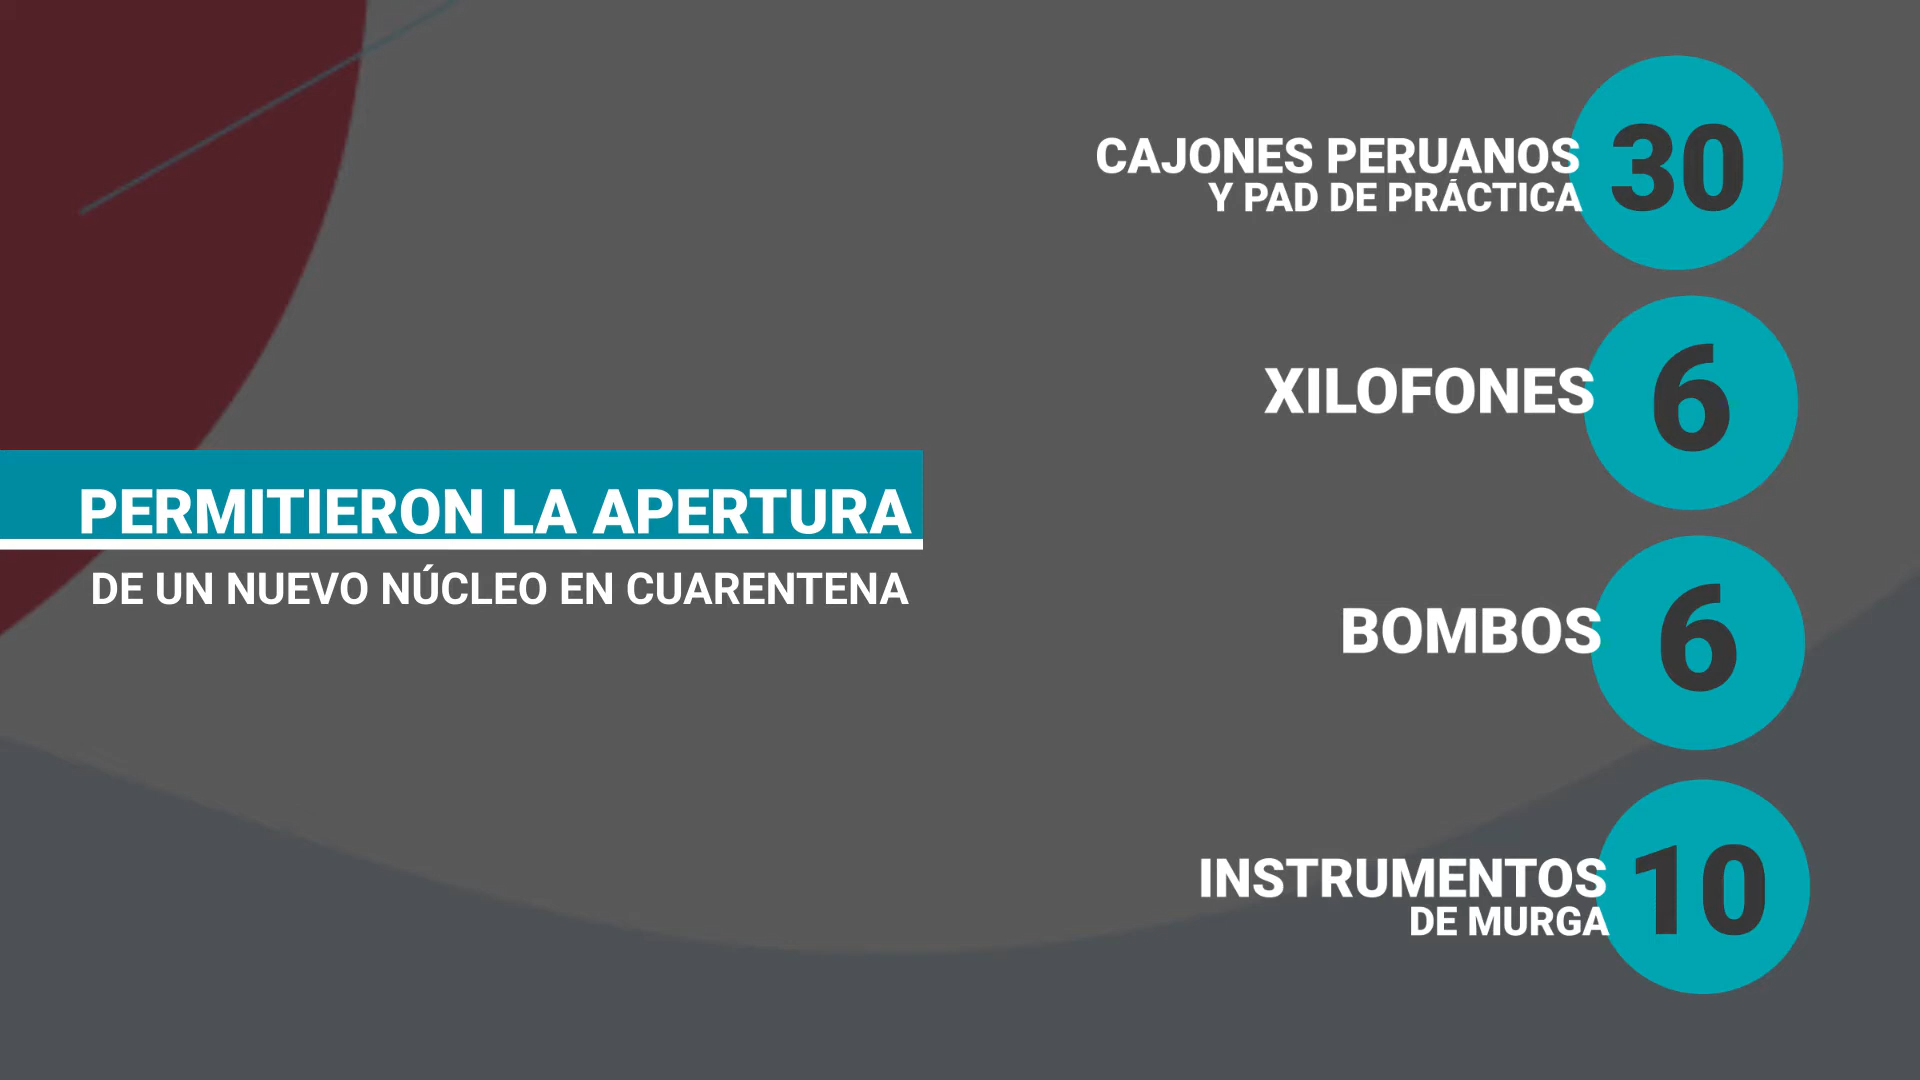 PERMITIERON LA APERTURA
DE UN NUEVO NÚCLEO EN CUARENTENA
CAJONES PERUANOS
Y PAD DE PRÁCTICA
30
XILOFONES
6
BOMBOS
6
INSTRUMENTOS
DE MURGA
10